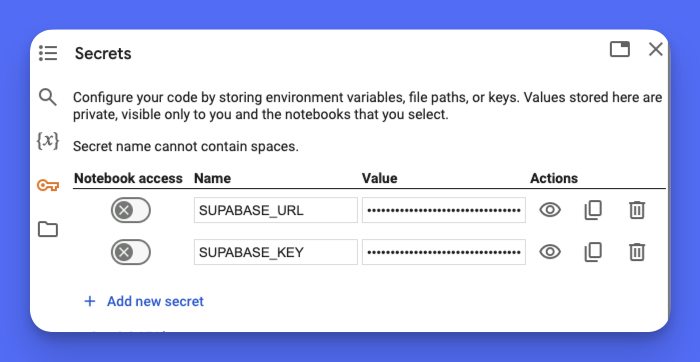 Secrets
Configure your code by storing environment variables, file paths, or keys. Values stored here are
private, visible only to you and the notebooks that you select.
Secret name cannot contain spaces.
Notebook access Name Value Actions
SUPABASE_URL ••••••••••••••••••••••••••••••••
SUPABASE_KEY ••••••••••••••••••••••••••••••••
+ Add new secret